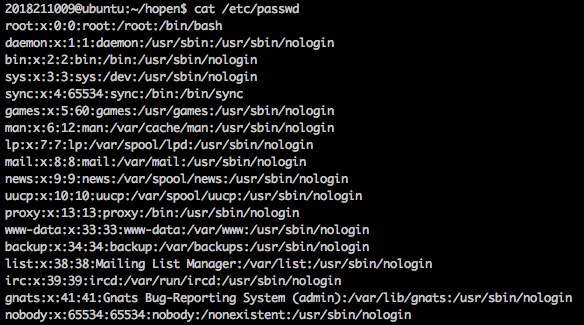 2018211009@ubuntu:~/hopen$ cat /etc/passwd
root:x:0:0:root:/root:/bin/bash
daemon:x:1:1:daemon:/usr/sbin:/usr/sbin/nologin
bin:x:2:2:bin:/bin:/usr/sbin/nologin
sys:x:3:3:sys:/dev:/usr/sbin/nologin
sync:x:4:65534:sync:/bin:/bin/sync
games:x:5:60:games:/usr/games:/usr/sbin/nologin
man:x:6:12:man:/var/cache/man:/usr/sbin/nologin
lp:x:7:7:lp:/var/spool/lpd:/usr/sbin/nologin
mail:x:8:8:mail:/var/mail:/usr/sbin/nologin
news:x:9:9:news:/var/spool/news:/usr/sbin/nologin
uucp:x:10:10:uucp:/var/spool/uucp:/usr/sbin/nologin
proxy:x:13:13:proxy:/bin:/usr/sbin/nologin
www-data:x:33:33:www-data:/var/www:/usr/sbin/nologin
backup:x:34:34:backup:/var/backups:/usr/sbin/nologin
list:x:38:38:Mailing List Manager:/var/list:/usr/sbin/nologin
irc:x:39:39:ircd:/var/run/ircd:/usr/sbin/nologin
gnats:x:41:41:Gnats Bug-Reporting System (admin):/var/lib/gnats:/usr/sbin/nologin
nobody:x:65534:65534:nobody:/nonexistent:/usr/sbin/nologin